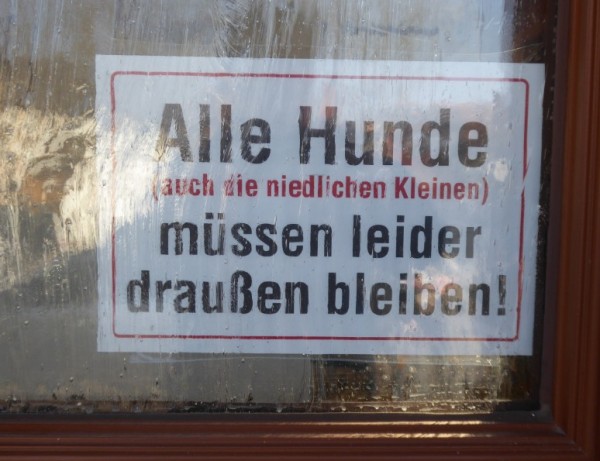 Alle Hunde
(auch die niedlichen Kleinen)
müssen leider
draußen bleiben!